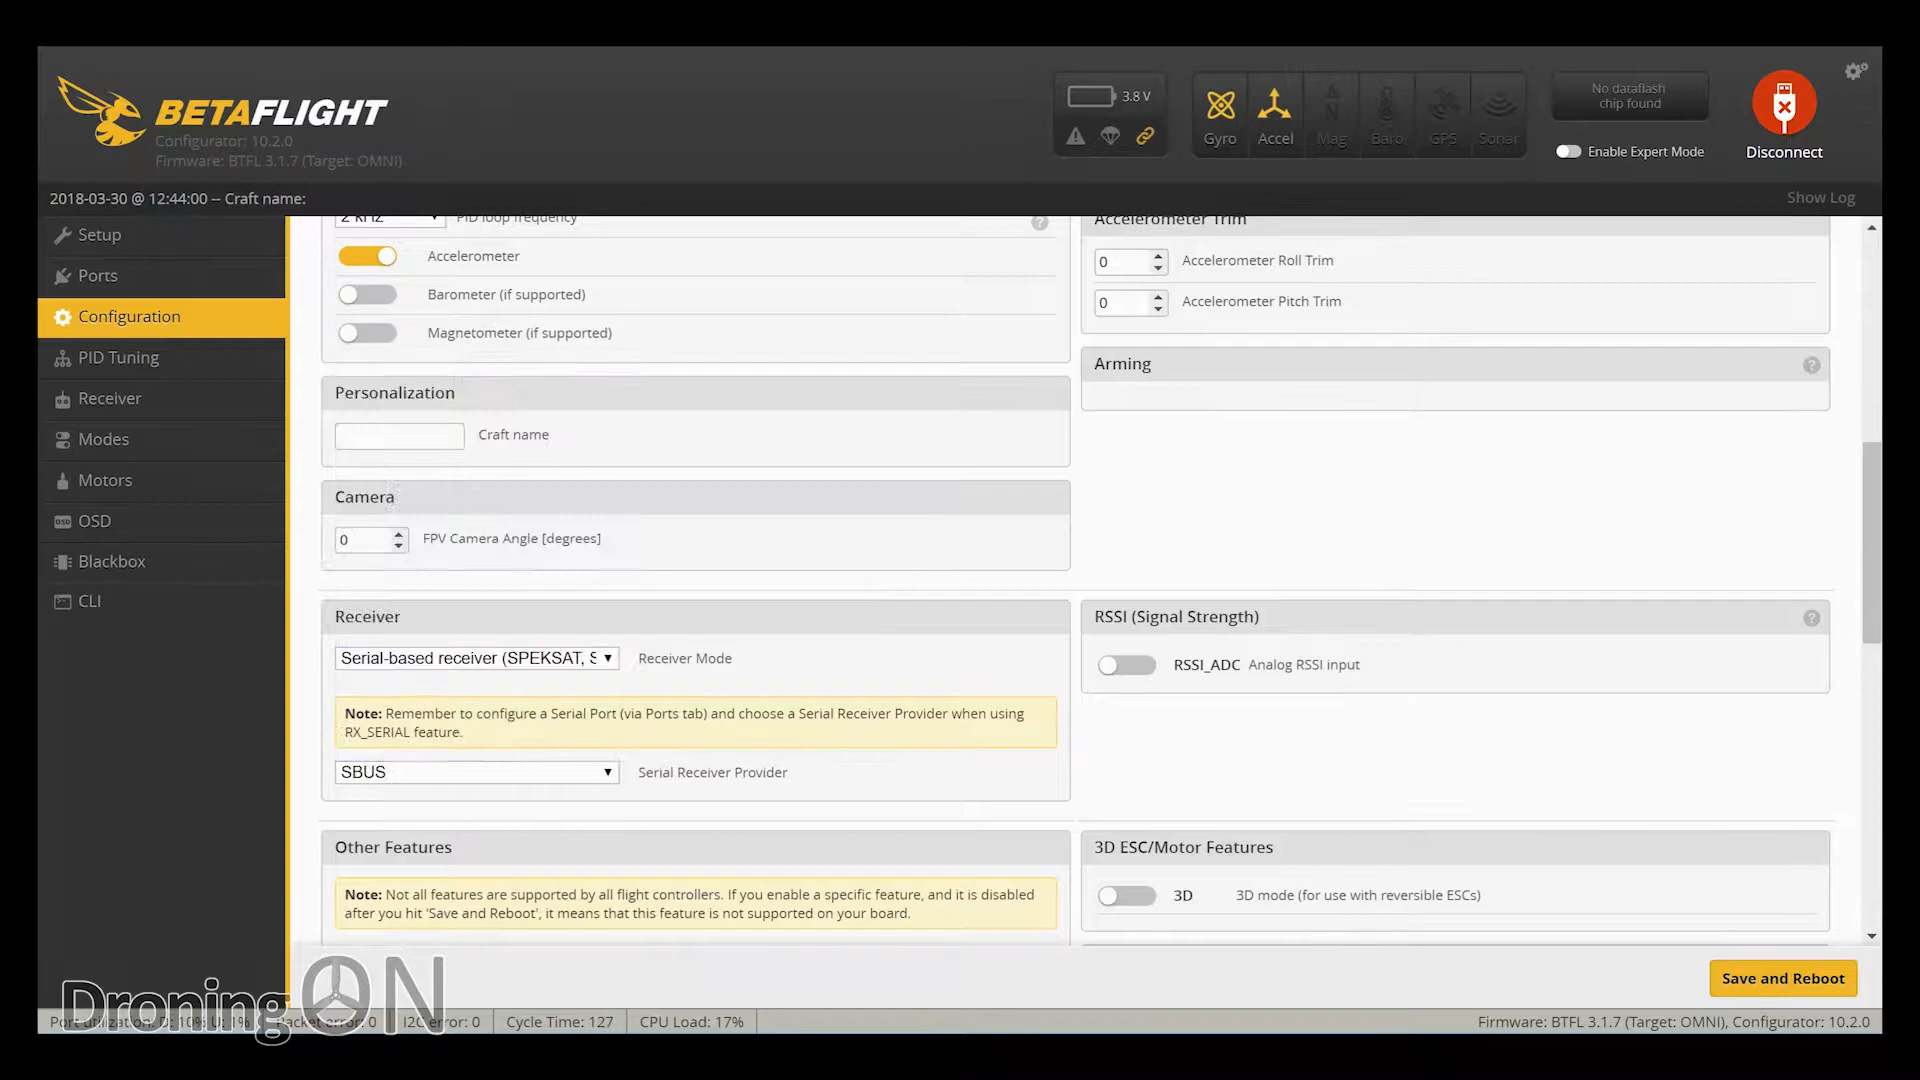 BETAFLIGHT
Configurator: 10.2.0
Firmware: BTFL 3.1.7 (Target: OMNI)
3.8 V
Gyro
Accel
Mag
Baro
GPS
Sonar
No dataflash
chip found
Enable Expert Mode
Disconnect
2018-03-30 @ 12:44:00 -- Craft name:
Show Log
Setup
Ports
Configuration
PID Tuning
Receiver
Modes
Motors
OSD
Blackbox
CLI
2 kHz PID loop frequency
Accelerometer
Barometer (if supported)
Magnetometer (if supported)
Accelerometer Trim
0 Accelerometer Roll Trim
0 Accelerometer Pitch Trim
Personalization
Craft name
Arming
Camera
0 FPV Camera Angle [degrees]
Receiver
Serial-based receiver (SPEKSAT, S Receiver Mode
Note: Remember to configure a Serial Port (via Ports tab) and choose a Serial Receiver Provider when using
RX_SERIAL feature.
SBUS Serial Receiver Provider
RSSI (Signal Strength)
RSSI_ADC Analog RSSI input
Other Features
Note: Not all features are supported by all flight controllers. If you enable a specific feature, and it is disabled
after you hit 'Save and Reboot', it means that this feature is not supported on your board.
3D ESC/Motor Features
3D 3D mode (for use with reversible ESCs)
Save and Reboot
DroningON
Port utilization: D: 10% U: 1% Packet error: 0 I2C error: 0 Cycle Time: 127 CPU Load: 17%
Firmware: BTFL 3.1.7 (Target: OMNI), Configurator: 10.2.0